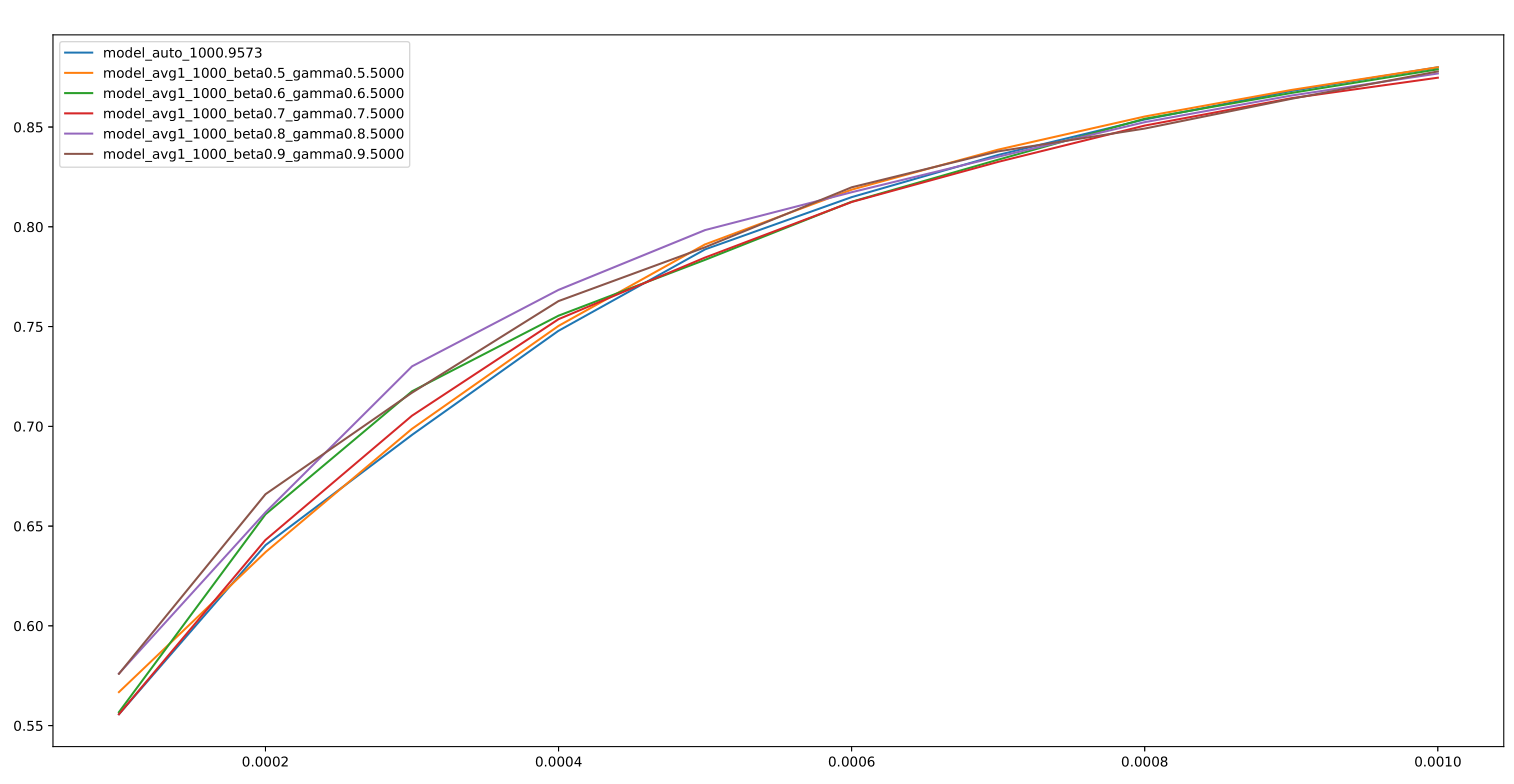 model_auto_1000.9573
model_avg1_1000_beta0.5_gamma0.5.5000
model_avg1_1000_beta0.6_gamma0.6.5000
model_avg1_1000_beta0.7_gamma0.7.5000
model_avg1_1000_beta0.8_gamma0.8.5000
model_avg1_1000_beta0.9_gamma0.9.5000
0.85
0.80
0.75
0.70
0.65
0.60
0.55
0.0002 0.0004 0.0006 0.0008 0.0010